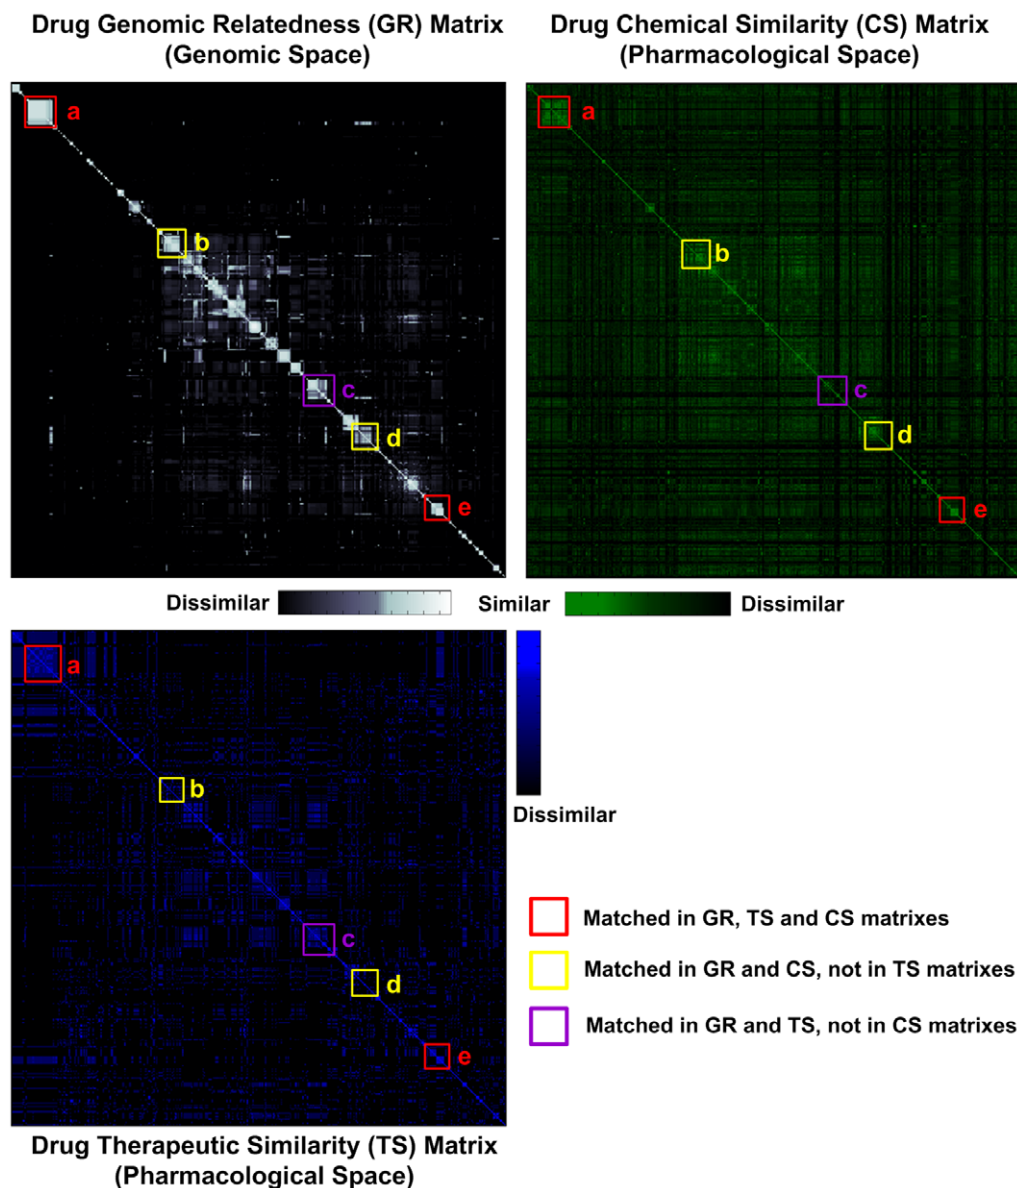 Drug Genomic Relatedness (GR) Matrix
(Genomic Space)
Drug Chemical Similarity (CS) Matrix
(Pharmacological Space)
a
b
c
d
e
a
b
c
d
e
Dissimilar
Similar
Dissimilar
a
b
c
d
e
Dissimilar
Matched in GR, TS and CS matrixes
Matched in GR and CS, not in TS matrixes
Matched in GR and TS, not in CS matrixes
Drug Therapeutic Similarity (TS) Matrix
(Pharmacological Space)